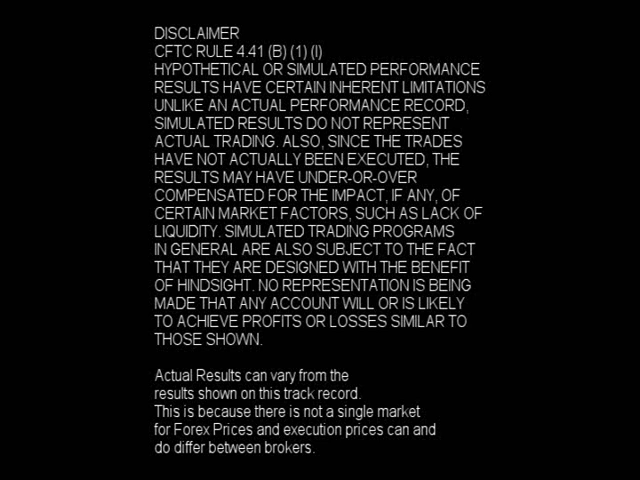 DISCLAIMER
CFTC RULE 4.41 (B) (1) (I)
HYPOTHETICAL OR SIMULATED PERFORMANCE
RESULTS HAVE CERTAIN INHERENT LIMITATIONS
UNLIKE AN ACTUAL PERFORMANCE RECORD,
SIMULATED RESULTS DO NOT REPRESENT
ACTUAL TRADING. ALSO, SINCE THE TRADES
HAVE NOT ACTUALLY BEEN EXECUTED, THE
RESULTS MAY HAVE UNDER-OR-OVER
COMPENSATED FOR THE IMPACT, IF ANY, OF
CERTAIN MARKET FACTORS, SUCH AS LACK OF
LIQUIDITY. SIMULATED TRADING PROGRAMS
IN GENERAL ARE ALSO SUBJECT TO THE FACT
THAT THEY ARE DESIGNED WITH THE BENEFIT
OF HINDSIGHT. NO REPRESENTATION IS BEING
MADE THAT ANY ACCOUNT WILL OR IS LIKELY
TO ACHIEVE PROFITS OR LOSSES SIMILAR TO
THOSE SHOWN.
Actual Results can vary from the
results shown on this track record.
This is because there is not a single market
for Forex Prices and execution prices can and
do differ between brokers.